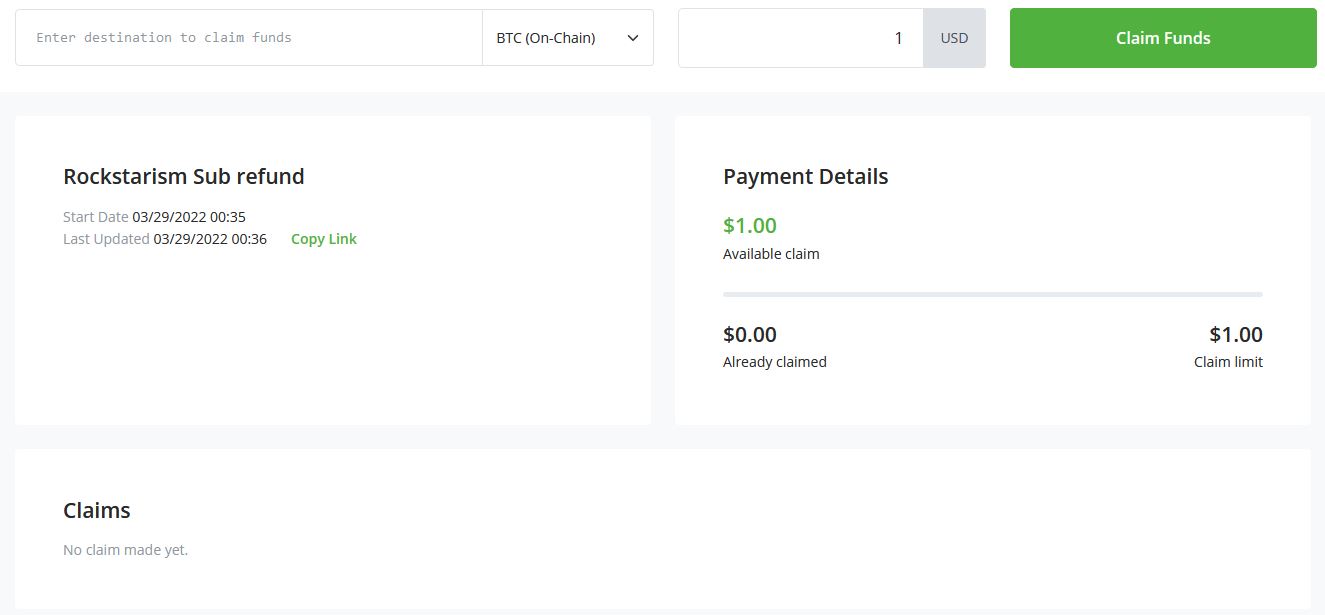 Enter destination to claim funds
BTC (On-Chain)
1
USD
Claim Funds
Rockstarism Sub refund
Start Date 03/29/2022 00:35
Last Updated 03/29/2022 00:36 Copy Link
Payment Details
$1.00
Available claim
$0.00
Already claimed
$1.00
Claim limit
Claims
No claim made yet.